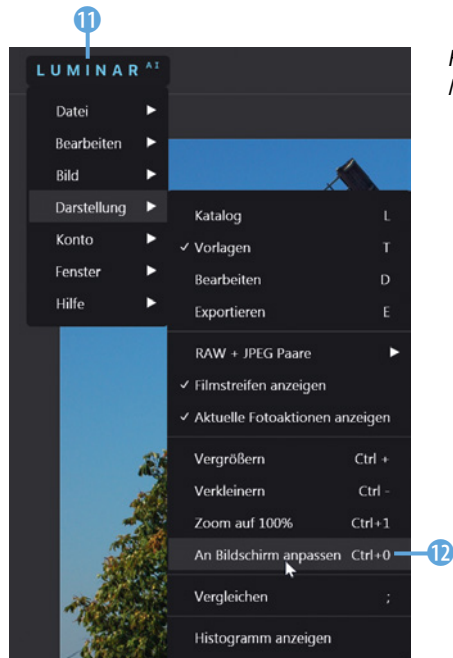 11
LUMINAR AI
Datei
Bearbeiten
Bild
Darstellung
Konto
Fenster
Hilfe
Katalog L
Vorlagen T
Bearbeiten D
Exportieren E
RAW + JPEG Paare
Filmstreifen anzeigen
Aktuelle Fotoaktionen anzeigen
Vergrößern Ctrl +
Verkleinern Ctrl -
Zoom auf 100% Ctrl+1
An Bildschirm anpassen Ctrl+0
12
Vergleichen ;
Histogramm anzeigen